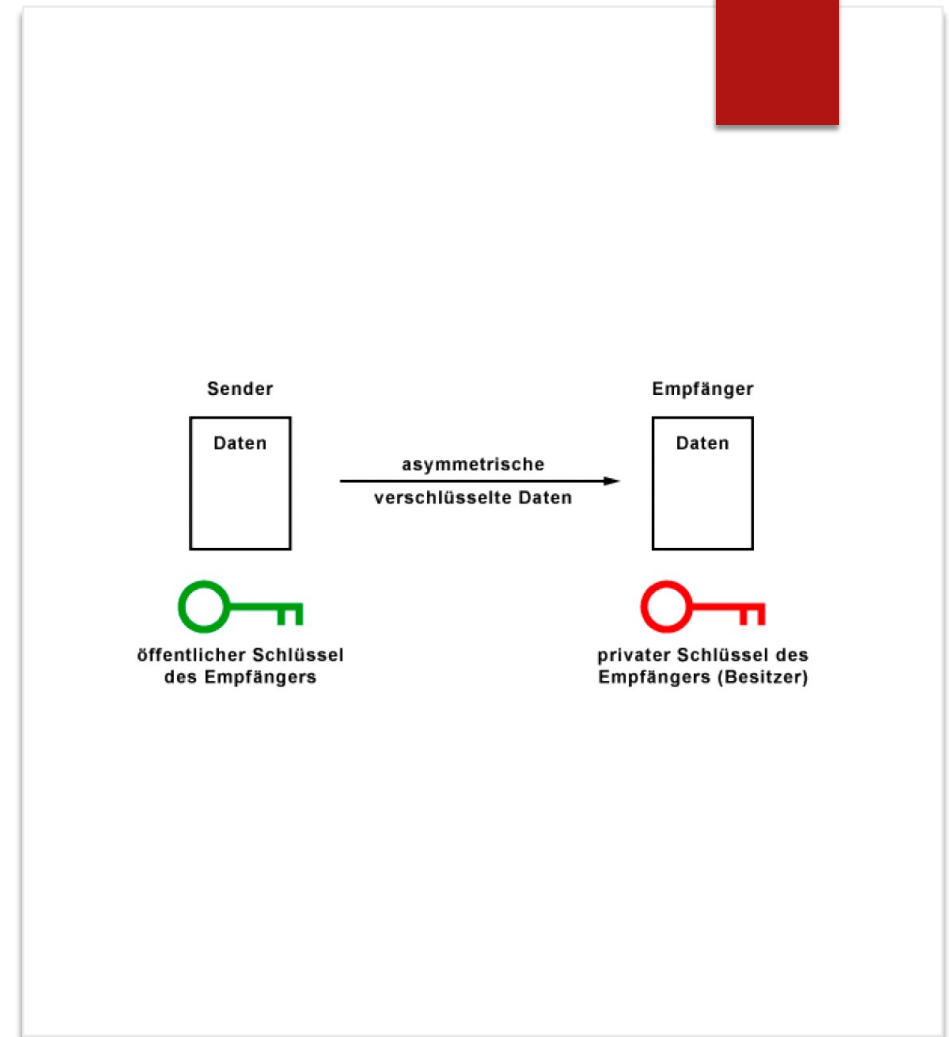 Sender
Daten
öffentlicher Schlüssel
des Empfängers
asymmetrische
verschlüsselte Daten
Empfänger
Daten
privater Schlüssel des
Empfängers (Besitzer)